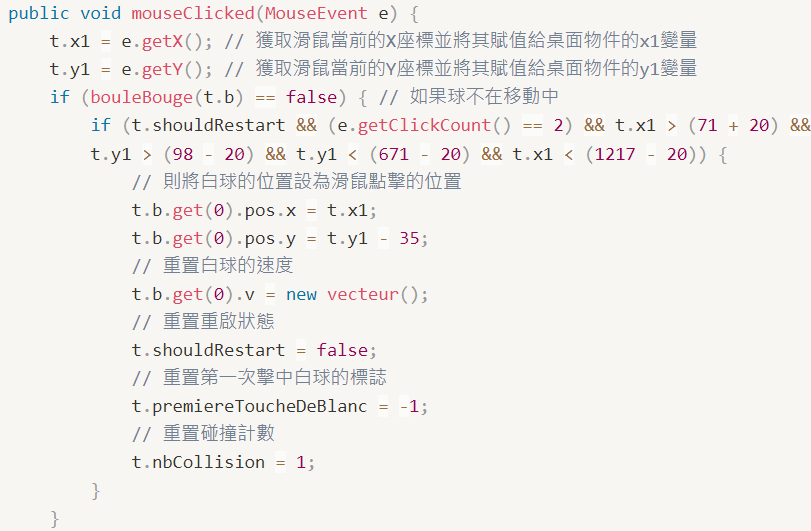 public void mouseClicked(MouseEvent e) {
    t.x1 = e.getX(); // 獲取滑鼠當前的X座標並將其賦值給桌面物件的x1變量
    t.y1 = e.getY(); // 獲取滑鼠當前的Y座標並將其賦值給桌面物件的y1變量
    if (bouleBouge(t.b) == false) { // 如果球不在移動中
        if (t.shouldRestart && (e.getClickCount() == 2) && t.x1 > (71 + 20) &&
        t.y1 > (98 - 20) && t.y1 < (671 - 20) && t.x1 < (1217 - 20)) {
            // 則將白球的位置設為滑鼠點擊的位置
            t.b.get(0).pos.x = t.x1;
            t.b.get(0).pos.y = t.y1 - 35;
            // 重置白球的速度
            t.b.get(0).v = new vecteur();
            // 重置重啟狀態
            t.shouldRestart = false;
            // 重置第一次擊中白球的標誌
            t.premiereToucheDeBlanc = -1;
            // 重置碰撞計數
            t.nbCollision = 1;
        }
    }